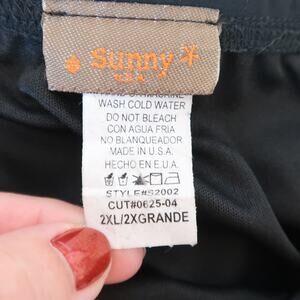 Sunny
WASH COLD WATER
DO NOT BLEACH
CON AGUA FRIA
NO BLANQUEADOR
MADE IN U.S.A.
HECHO EN E.U.A.
STYLE#S2002
CUT#0625-04
2XL/2XGRANDE